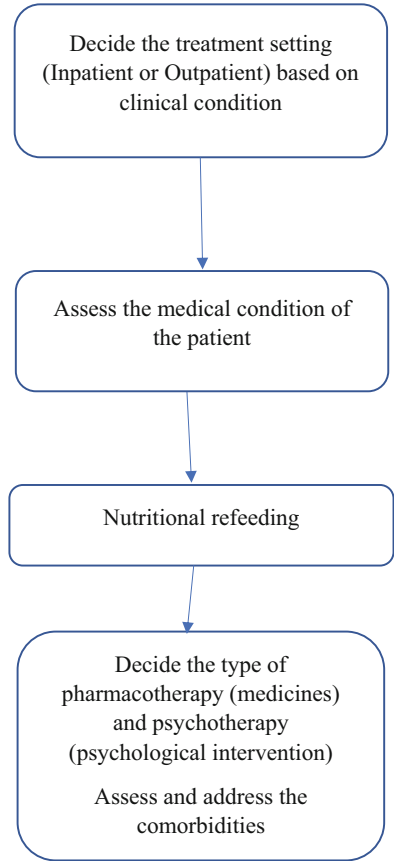 Decide the treatment setting
(Inpatient or Outpatient) based on
clinical condition
Assess the medical condition of
the patient
Nutritional refeeding
Decide the type of
pharmacotherapy (medicines)
and psychotherapy
(psychological intervention)
Assess and address the
comorbidities